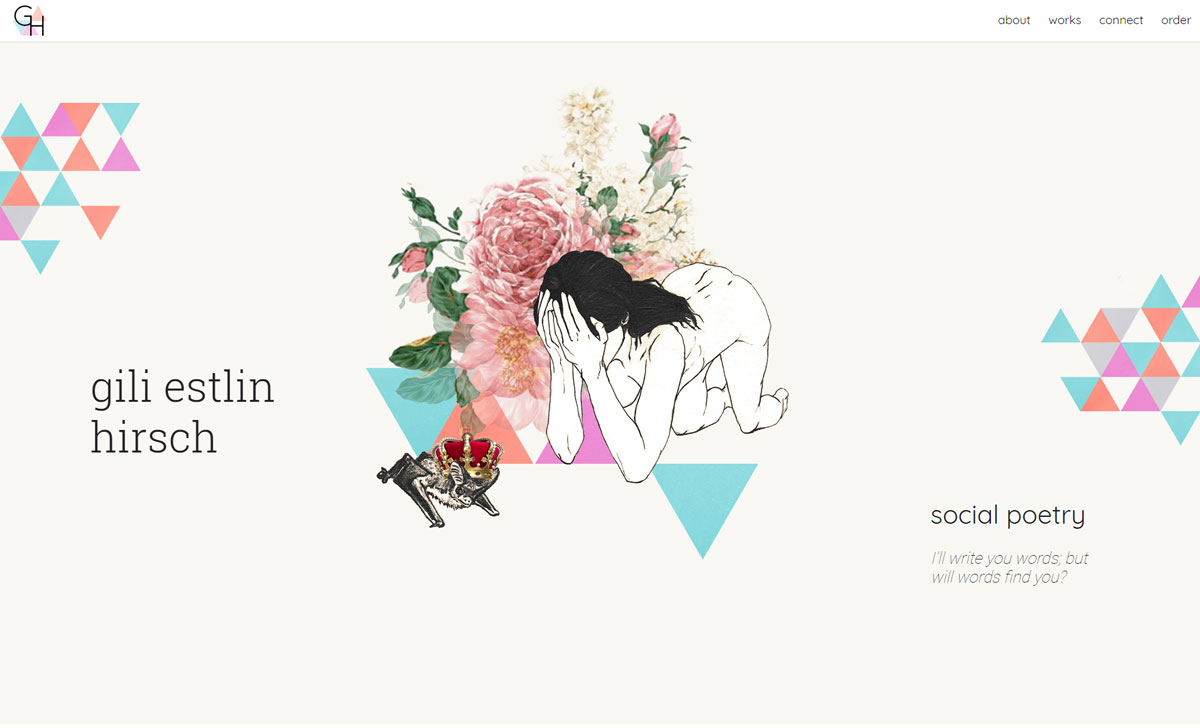 GH
about works connect order
gili estlin
hirsch
social poetry
I'll write you words; but
will words find you?